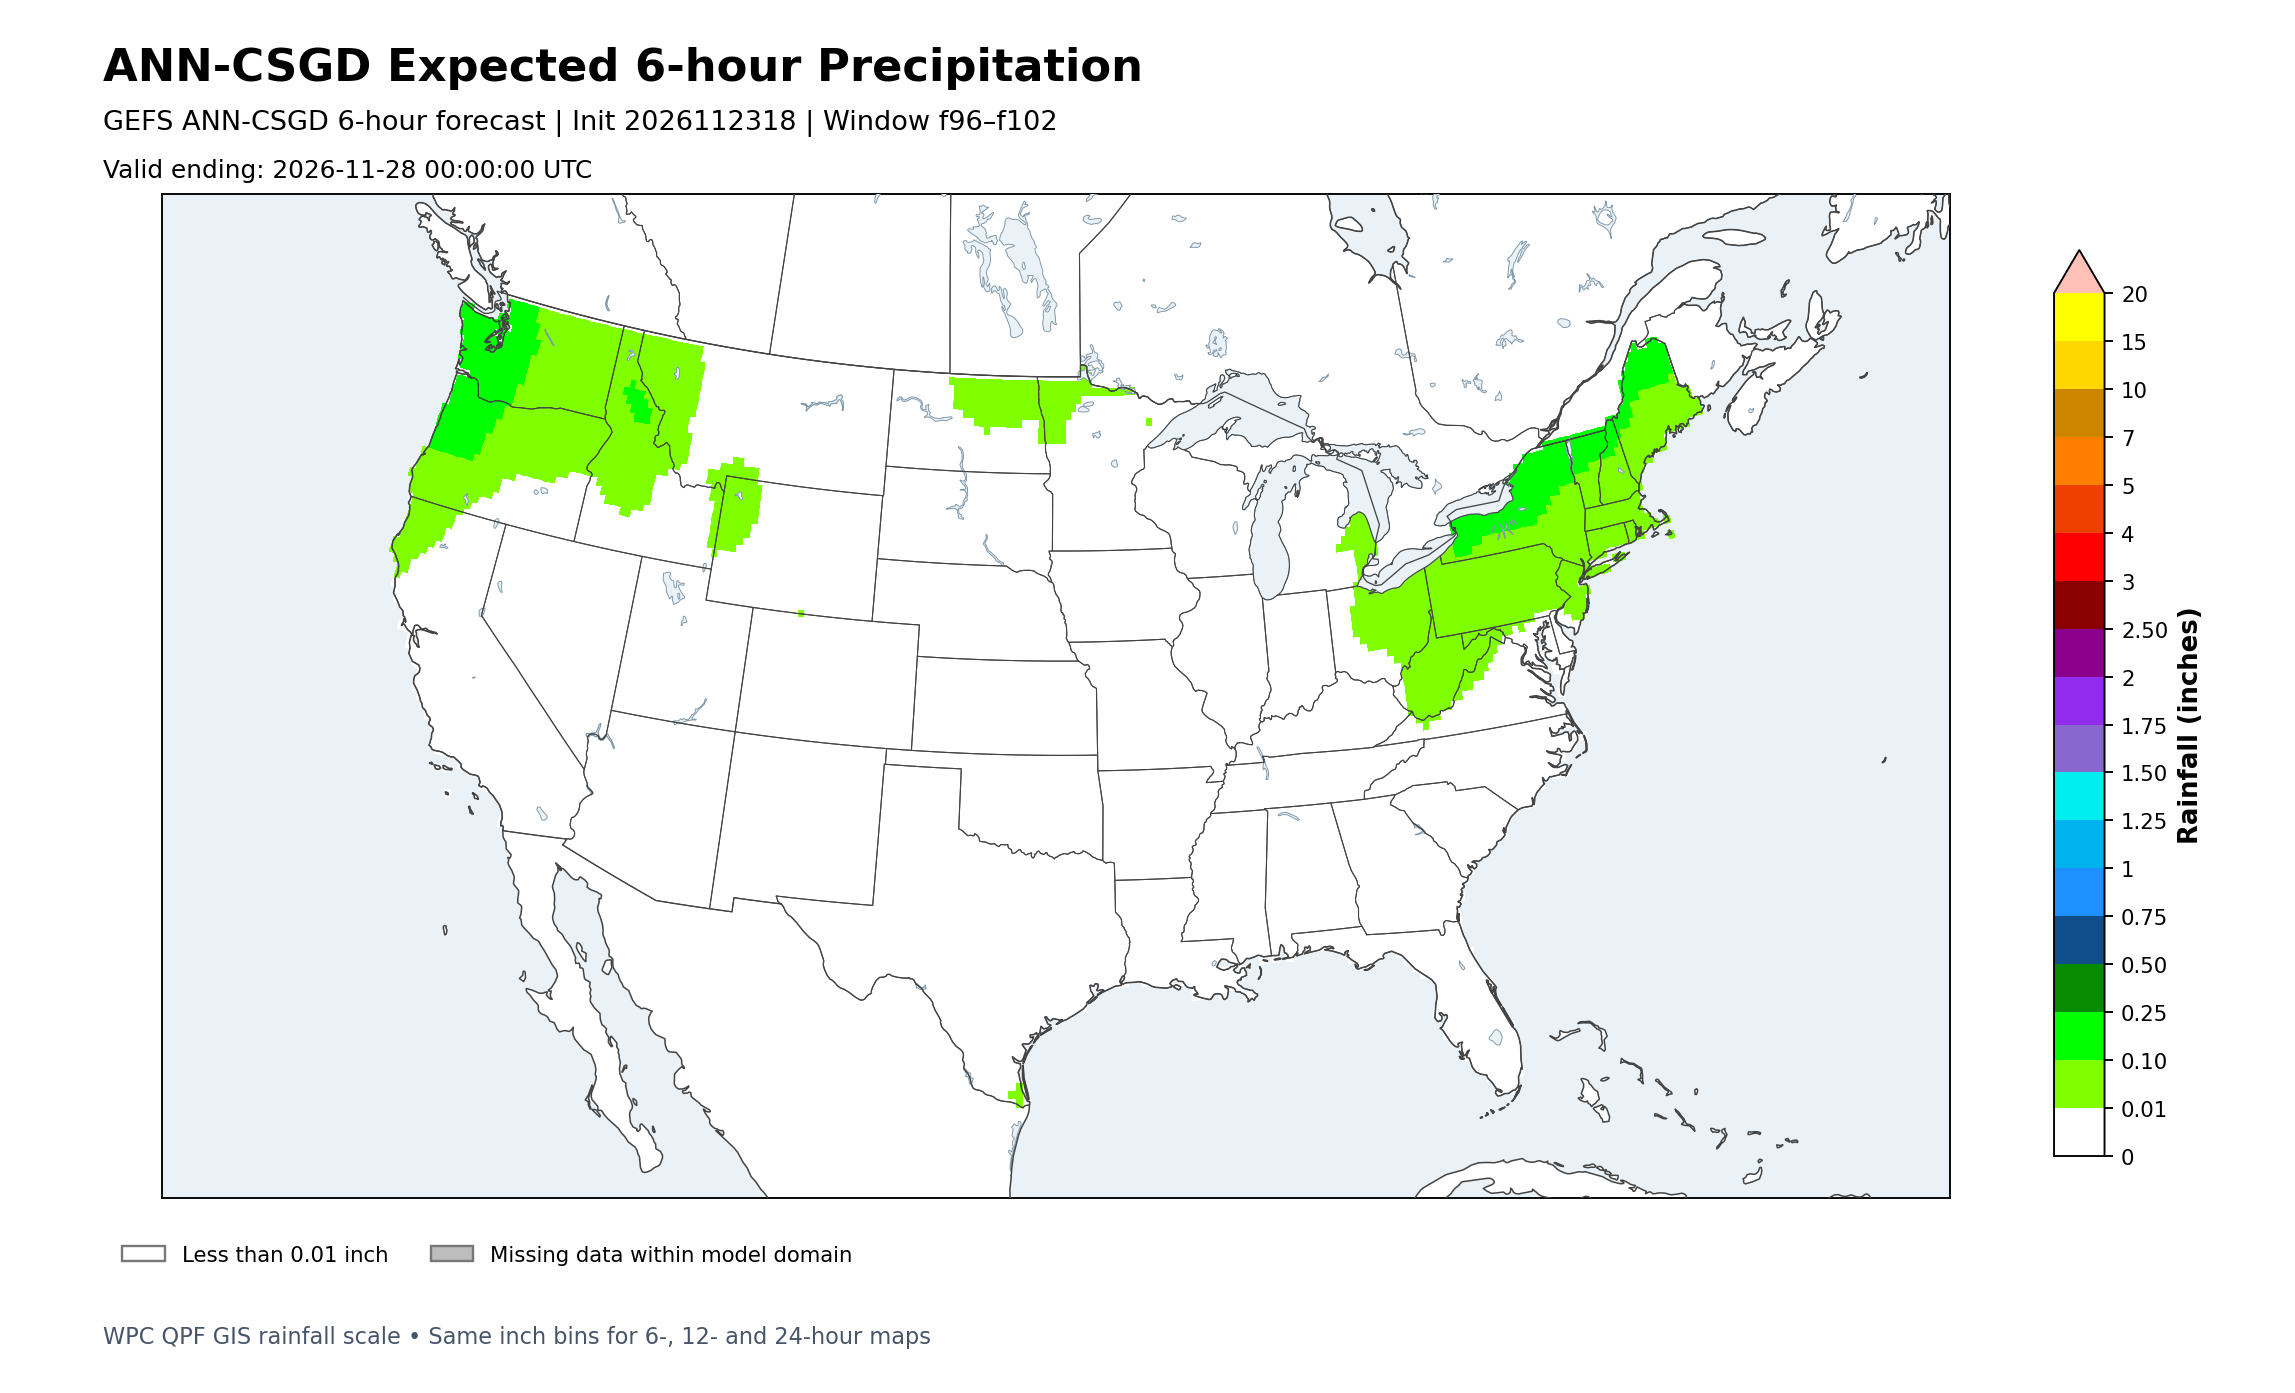 ANN-CSGD Expected 6-hour Precipitation
GEFS ANN-CSGD 6-hour forecast | Init 2026112318 | Window f96–f102
Valid ending: 2026-11-28 00:00:00 UTC
20
15
10
7
5
4
3
2.50
2
1.75
1.50
1.25
1
0.75
0.50
0.25
0.10
0.01
0
Rainfall (inches)
Less than 0.01 inch
Missing data within model domain
WPC QPF GIS rainfall scale • Same inch bins for 6-, 12- and 24-hour maps